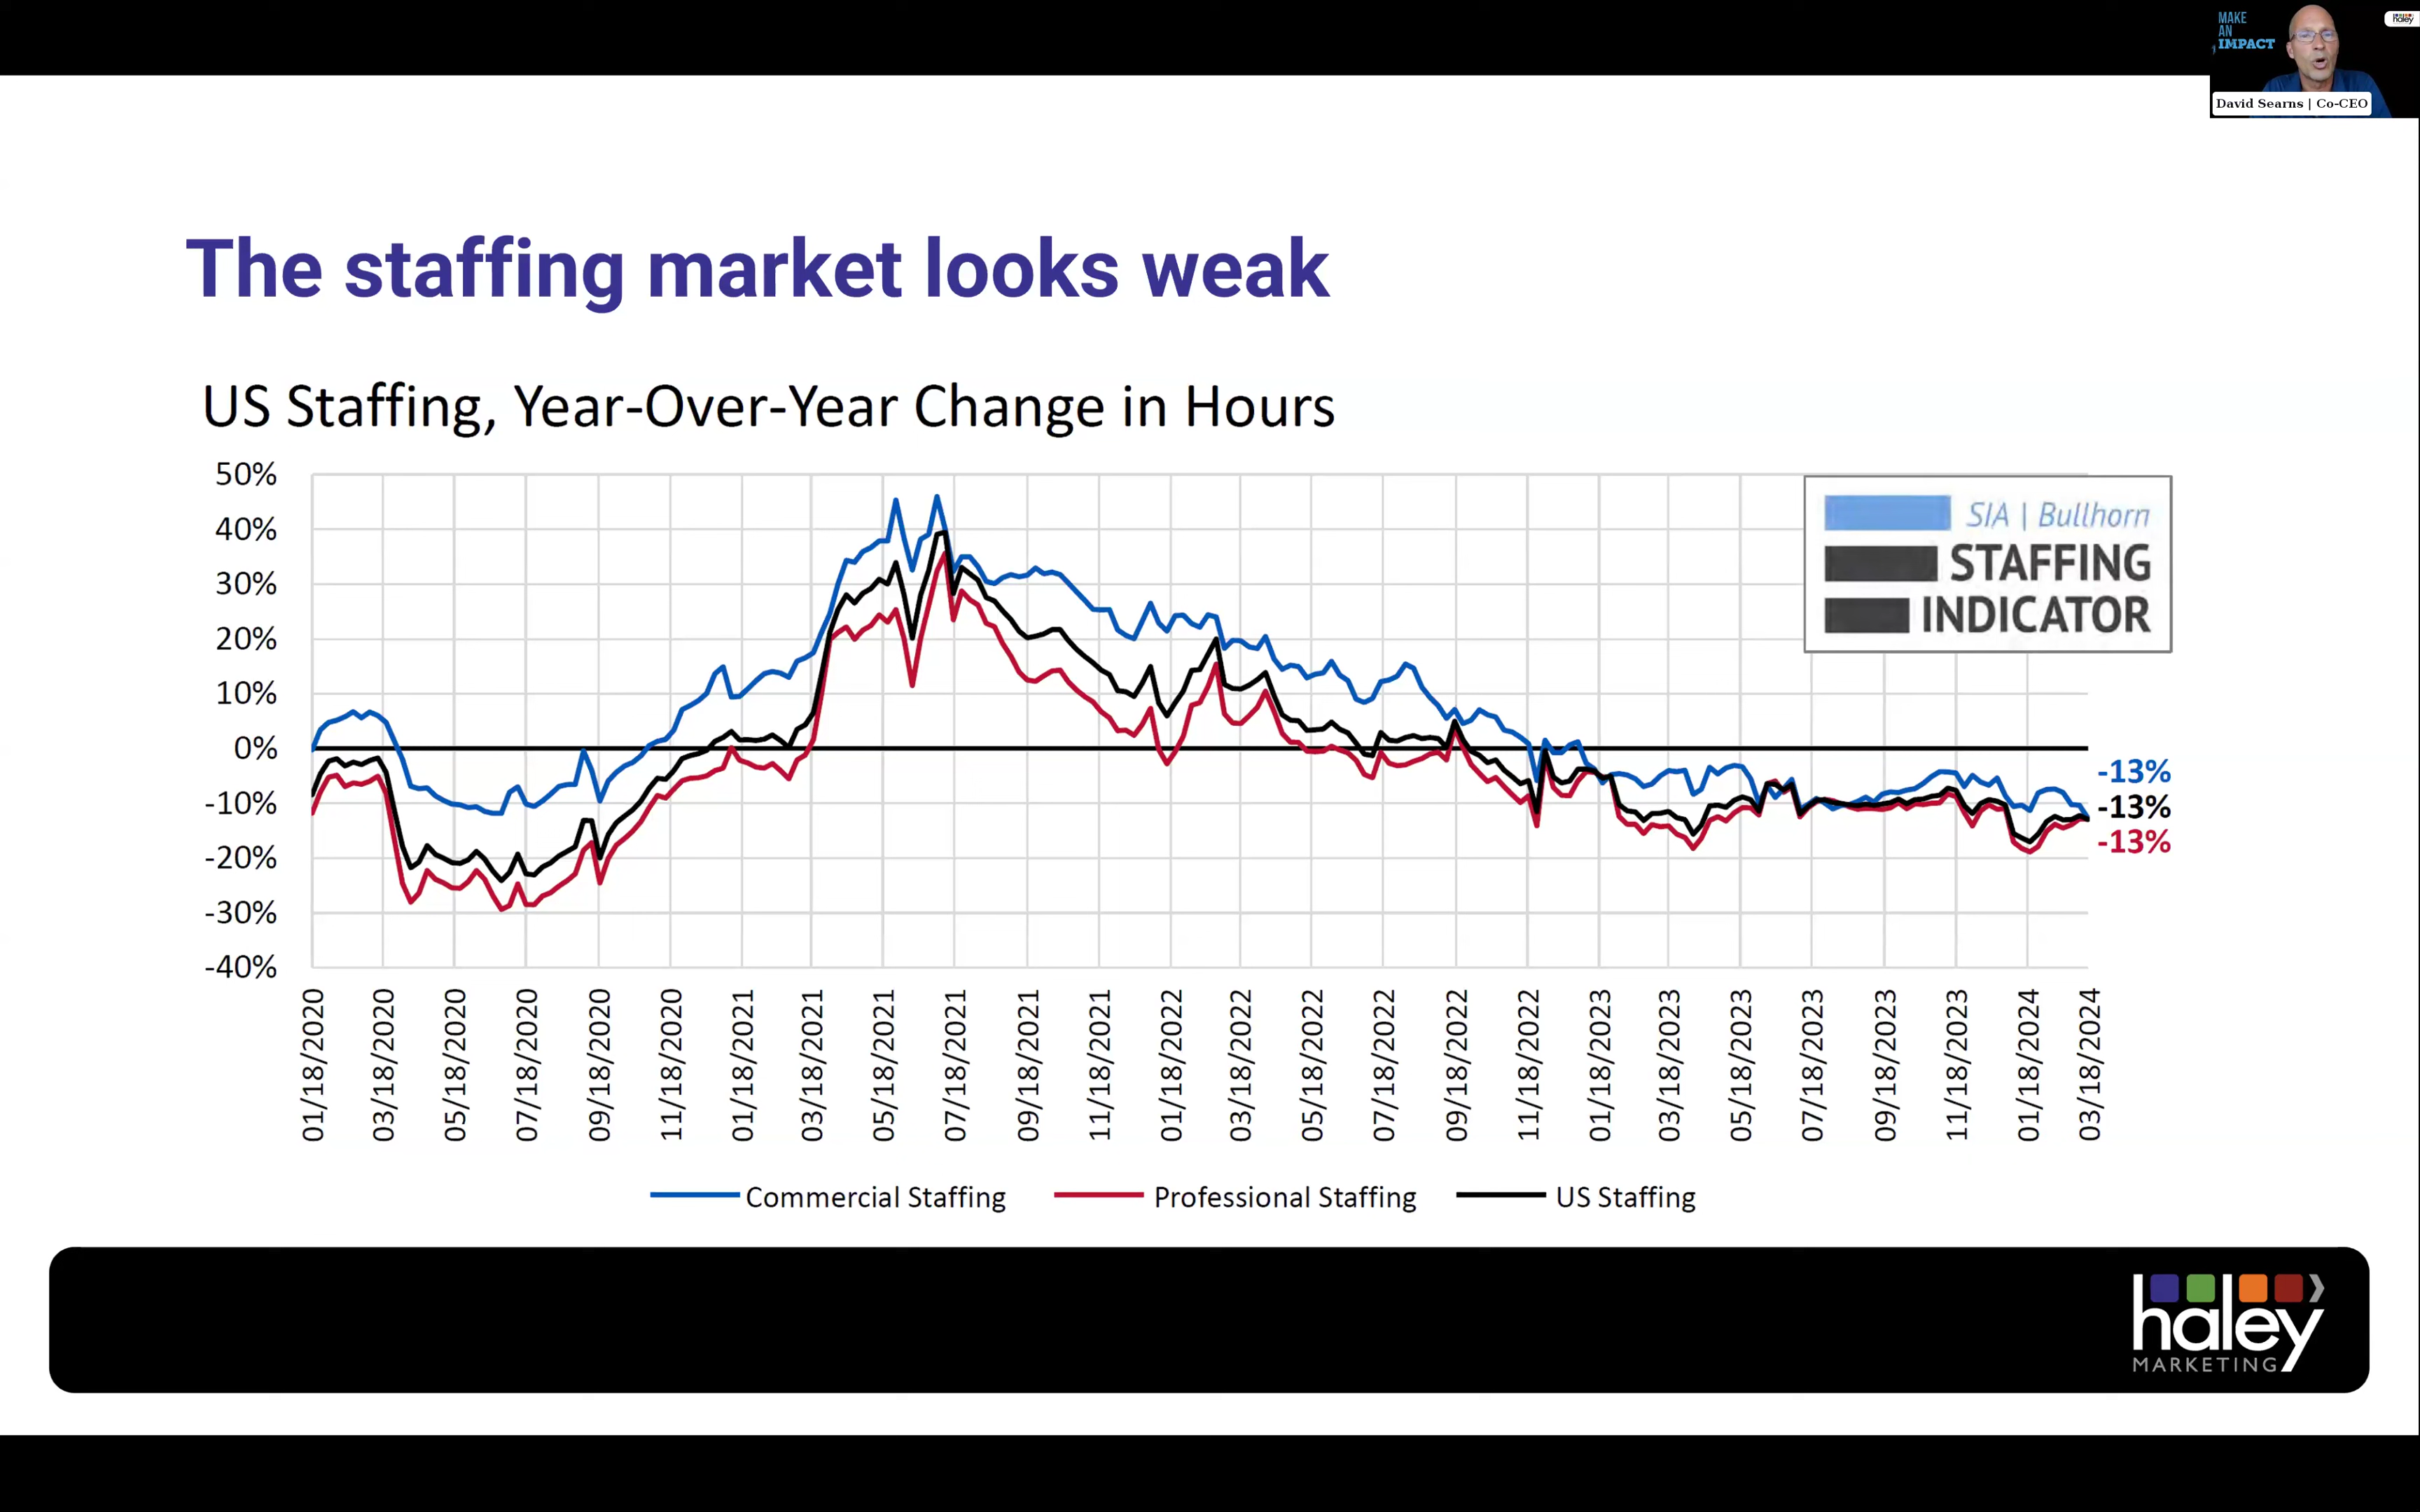 MAKE
AN
IMPACT
haley
David Searns | Co-CEO
The staffing market looks weak
US Staffing, Year-Over-Year Change in Hours
50%
40%
30%
20%
10%
0%
-10%
-20%
-30%
-40%
SIA | Bullhorn
STAFFING
INDICATOR
-13%
-13%
-13%
01/18/2020
03/18/2020
05/18/2020
07/18/2020
09/18/2020
11/18/2020
01/18/2021
03/18/2021
05/18/2021
07/18/2021
09/18/2021
11/18/2021
01/18/2022
03/18/2022
05/18/2022
07/18/2022
09/18/2022
11/18/2022
01/18/2023
03/18/2023
05/18/2023
07/18/2023
09/18/2023
11/18/2023
01/18/2024
03/18/2024
Commercial Staffing
Professional Staffing
US Staffing
haley
MARKETING